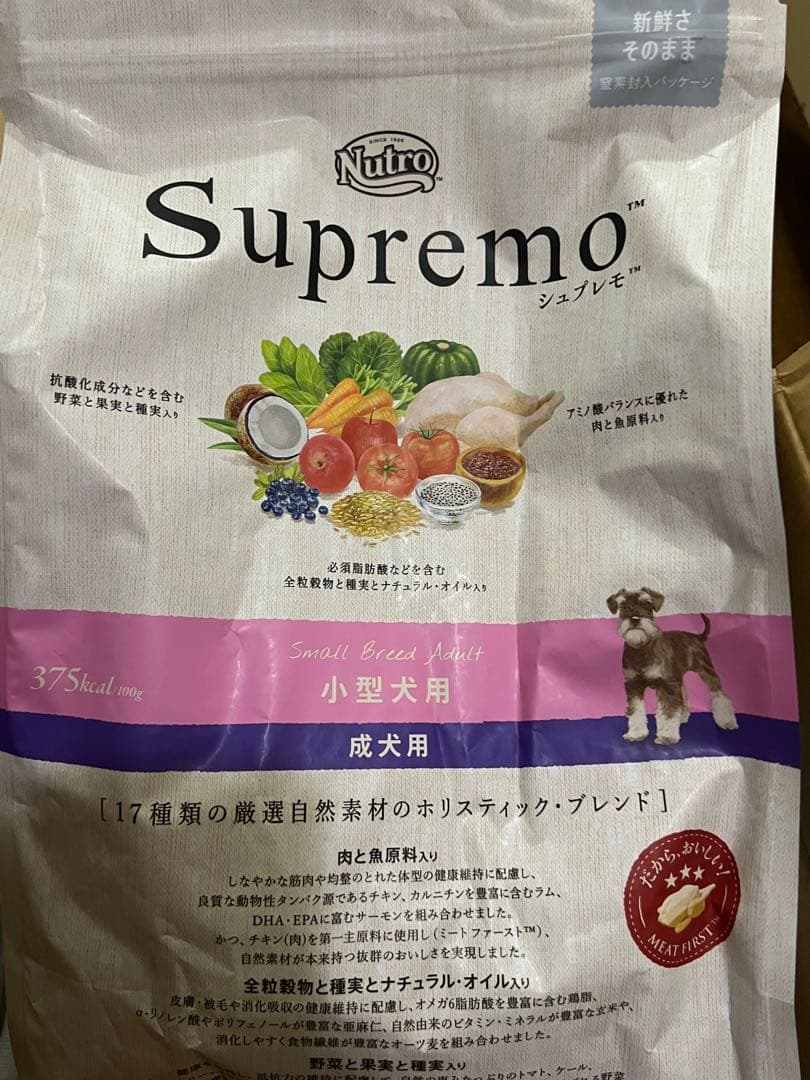 新鮮さ
そのまま
窒素封入パッケージ
SINCE 1926
Nutro™
Supremo™
シュプレモ™
抗酸化成分などを含む
野菜と果実と種実入り
アミノ酸バランスに優れた
肉と魚原料入り
必須脂肪酸などを含む
全粒穀物と種実とナチュラル・オイル入り
Small Breed Adult
375kcal/100g
小型犬用
成犬用
[17種類の厳選自然素材のホリスティック・ブレンド]
肉と魚原料入り
しなやかな筋肉や均整のとれた体型の健康維持に配慮し、
良質な動物性タンパク源であるチキン、カルニチンを豊富に含むラム、
DHA・EPAに富むサーモンを組み合わせました。
かつ、チキン(肉)を第一主原料に使用し(ミートファースト™)、
自然素材が本来持つ抜群のおいしさを実現しました。
だから、おいしい!
MEAT FIRST™
全粒穀物と種実とナチュラル・オイル入り
皮膚・被毛や消化吸収の健康維持に配慮し、オメガ6脂肪酸を豊富に含む鶏脂、
α-リノレン酸やポリフェノールが豊富な亜麻仁、自然由来のビタミン・ミネラルが豊富な玄米や、
消化しやすく食物繊維が豊富なオーツ麦を組み合わせました。
野菜と果実と種実入り